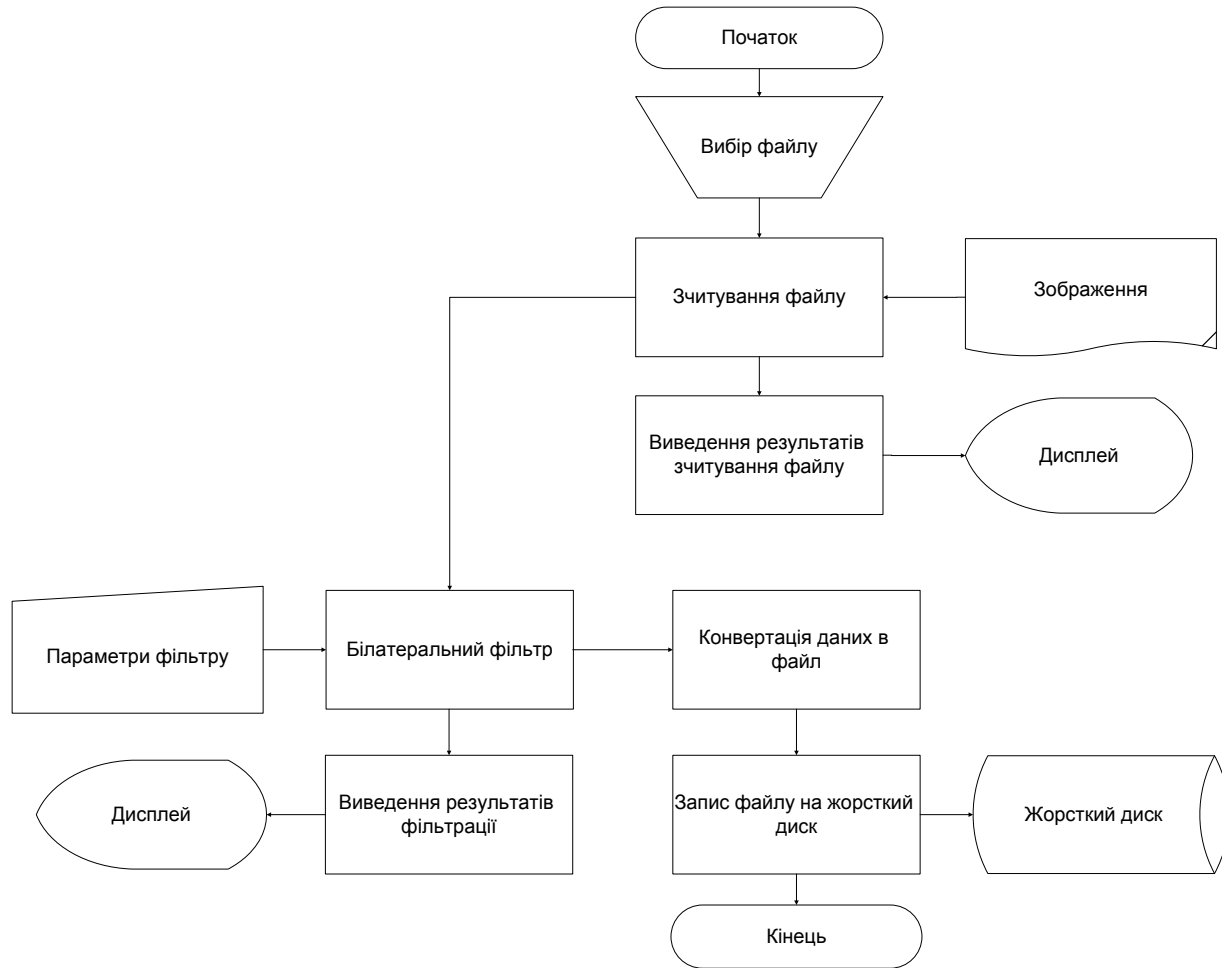 Початок
Вибір файлу
Зчитування файлу
Зображення
Виведення результатів
зчитування файлу
Дисплей
Параметри фільтру
Білатеральний фільтр
Конвертація даних в
файл
Дисплей
Виведення результатів
фільтрації
Запис файлу на жорсткий
диск
Жорсткий диск
Кінець